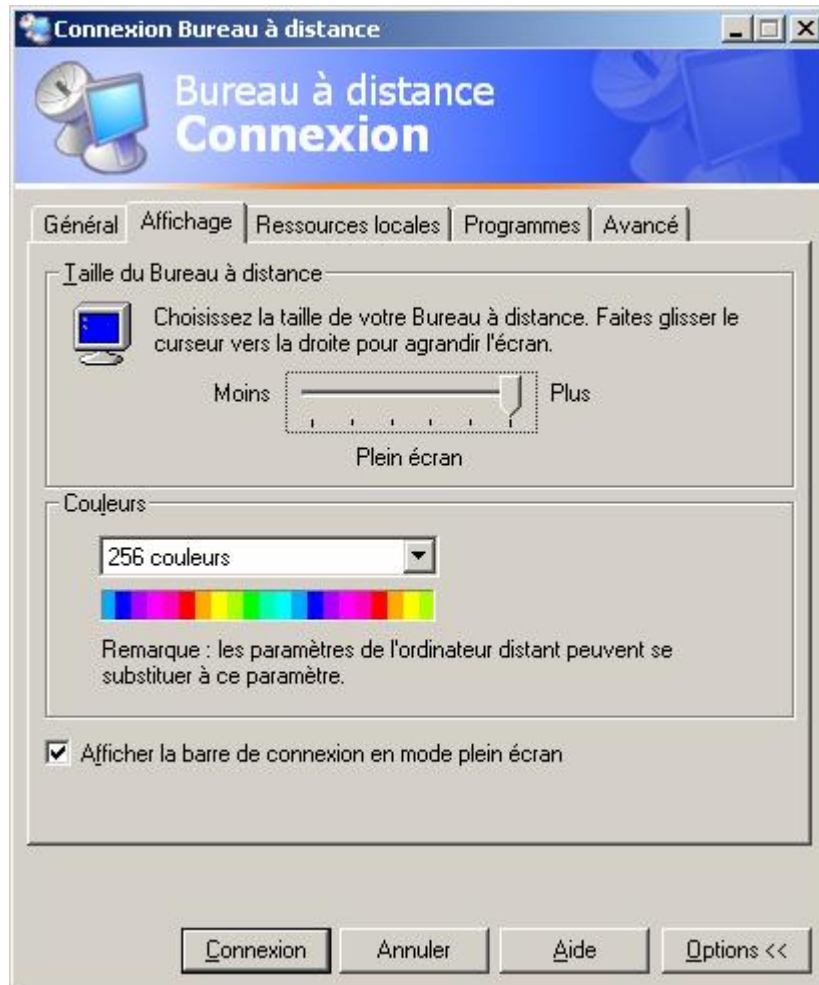 Connexion Bureau à distance
Bureau à distance
Connexion
Général Affichage Ressources locales Programmes Avancé
Taille du Bureau à distance
Choisissez la taille de votre Bureau à distance. Faites glisser le
curseur vers la droite pour agrandir l'écran.
Moins Plus
Plein écran
Couleurs
256 couleurs
Remarque : les paramètres de l'ordinateur distant peuvent se
substituer à ce paramètre.
Afficher la barre de connexion en mode plein écran
Connexion Annuler Aide Options <<